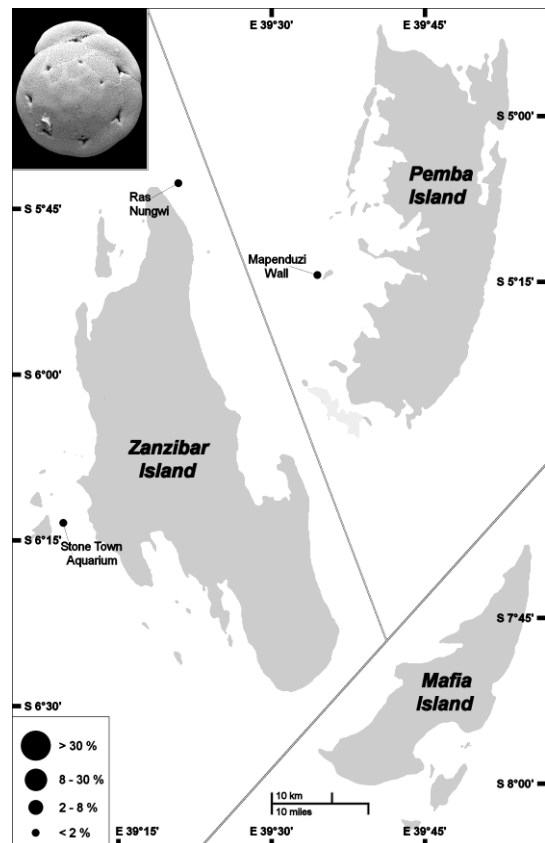 E 39°30'
E 39°45'
S 5°00'
Pemba
Island
Ras
Nungwi
S 5°45'
Mapenduzi
Wall
S 5°15'
S 6°00'
Zanzibar
Island
S 6°15'
Stone Town
Aquarium
S 7°45'
Mafia
Island
S 6°30'
> 30 %
8 - 30 %
2 - 8 %
< 2 %
10 km
10 miles
S 8°00'
E 39°15'
E 39°30'
E 39°45'